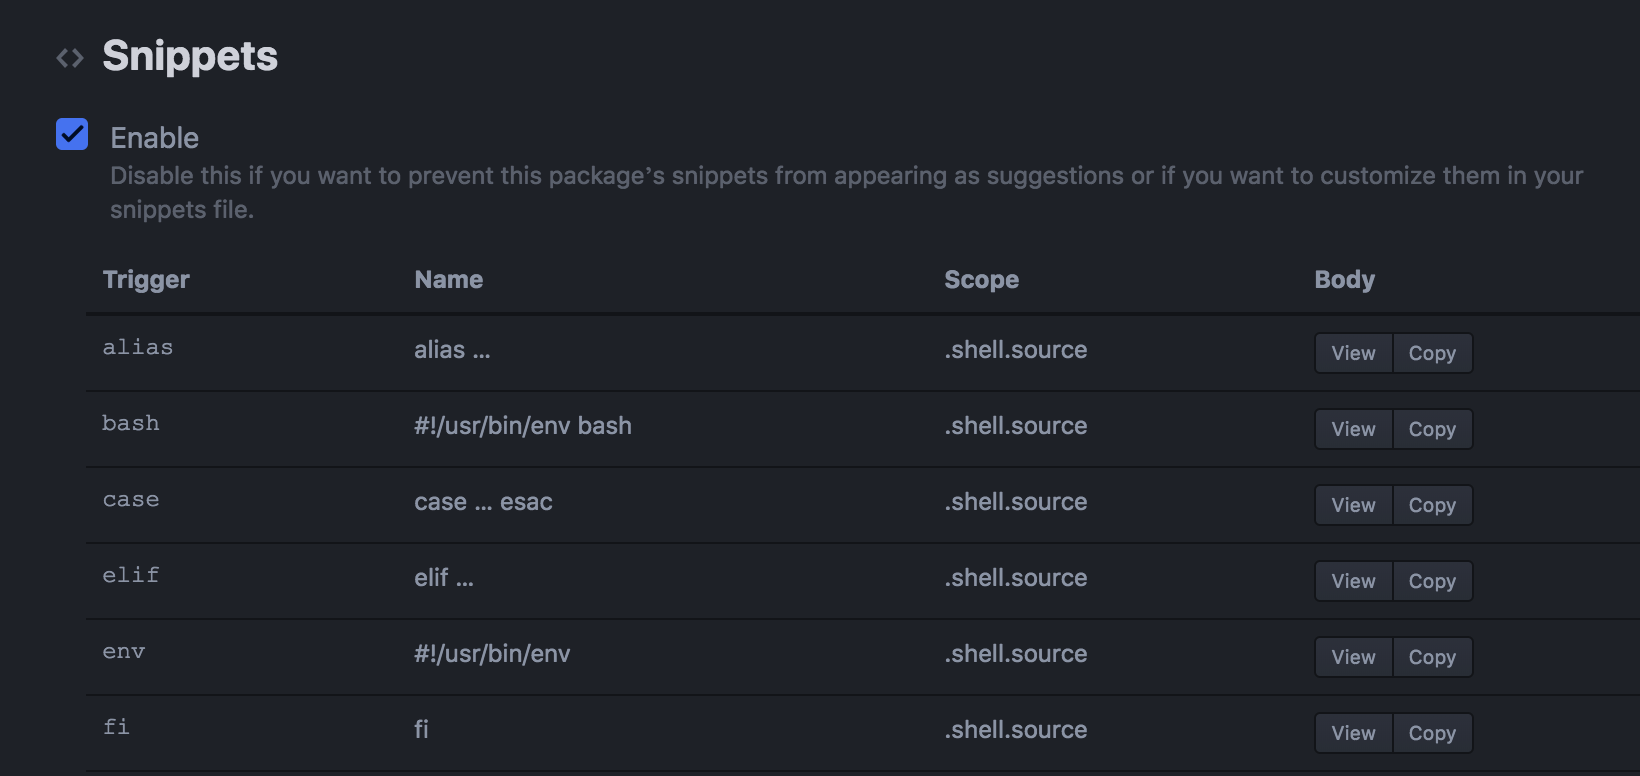 Snippets
Enable
Disable this if you want to prevent this package’s snippets from appearing as suggestions or if you want to customize them in your
snippets file.
Trigger Name Scope Body
alias alias … .shell.source View Copy
bash #!/usr/bin/env bash .shell.source View Copy
case case … esac .shell.source View Copy
elif elif … .shell.source View Copy
env #!/usr/bin/env .shell.source View Copy
fi fi .shell.source View Copy